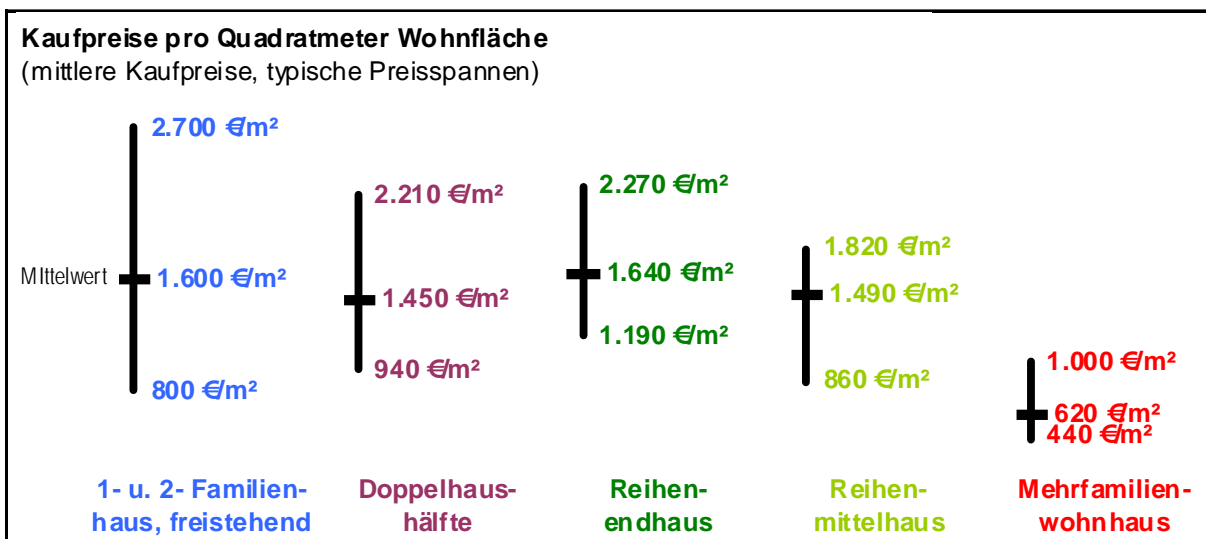 Kaufpreise pro Quadratmeter Wohnfläche
(mittlere Kaufpreise, typische Preisspannen)
2.700 €/m²
2.210 €/m²
2.270 €/m²
1.820 €/m²
MIttelwert
1.600 €/m²
1.450 €/m²
1.640 €/m²
1.490 €/m²
1.190 €/m²
800 €/m²
940 €/m²
860 €/m²
1.000 €/m²
620 €/m²
440 €/m²
1- u. 2- Familien-
haus, freistehend
Doppelhaus-
hälfte
Reihen-
endhaus
Reihen-
mittelhaus
Mehrfamilien-
wohnhaus